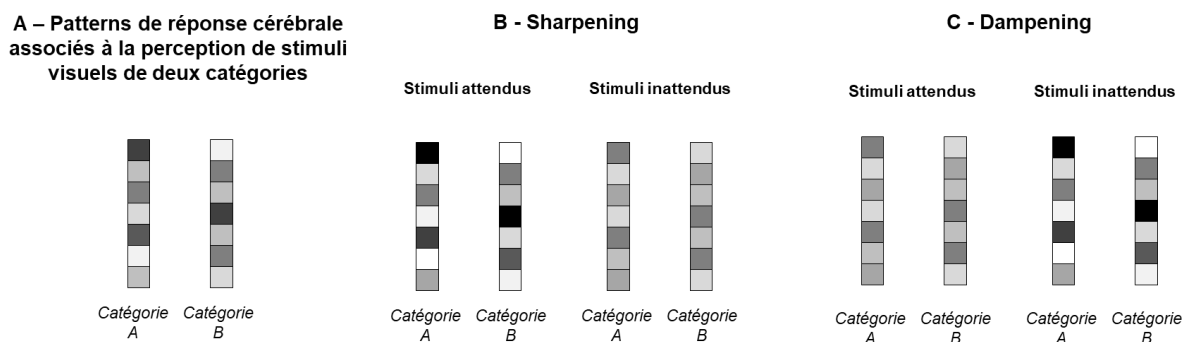 A – Patterns de réponse cérébrale
associés à la perception de stimuli
visuels de deux catégories
Catégorie
A
Catégorie
B
B - Sharpening
Stimuli attendus
Stimuli inattendus
Catégorie
A
Catégorie
B
Catégorie
A
Catégorie
B
C - Dampening
Stimuli attendus
Stimuli inattendus
Catégorie
A
Catégorie
B
Catégorie
A
Catégorie
B